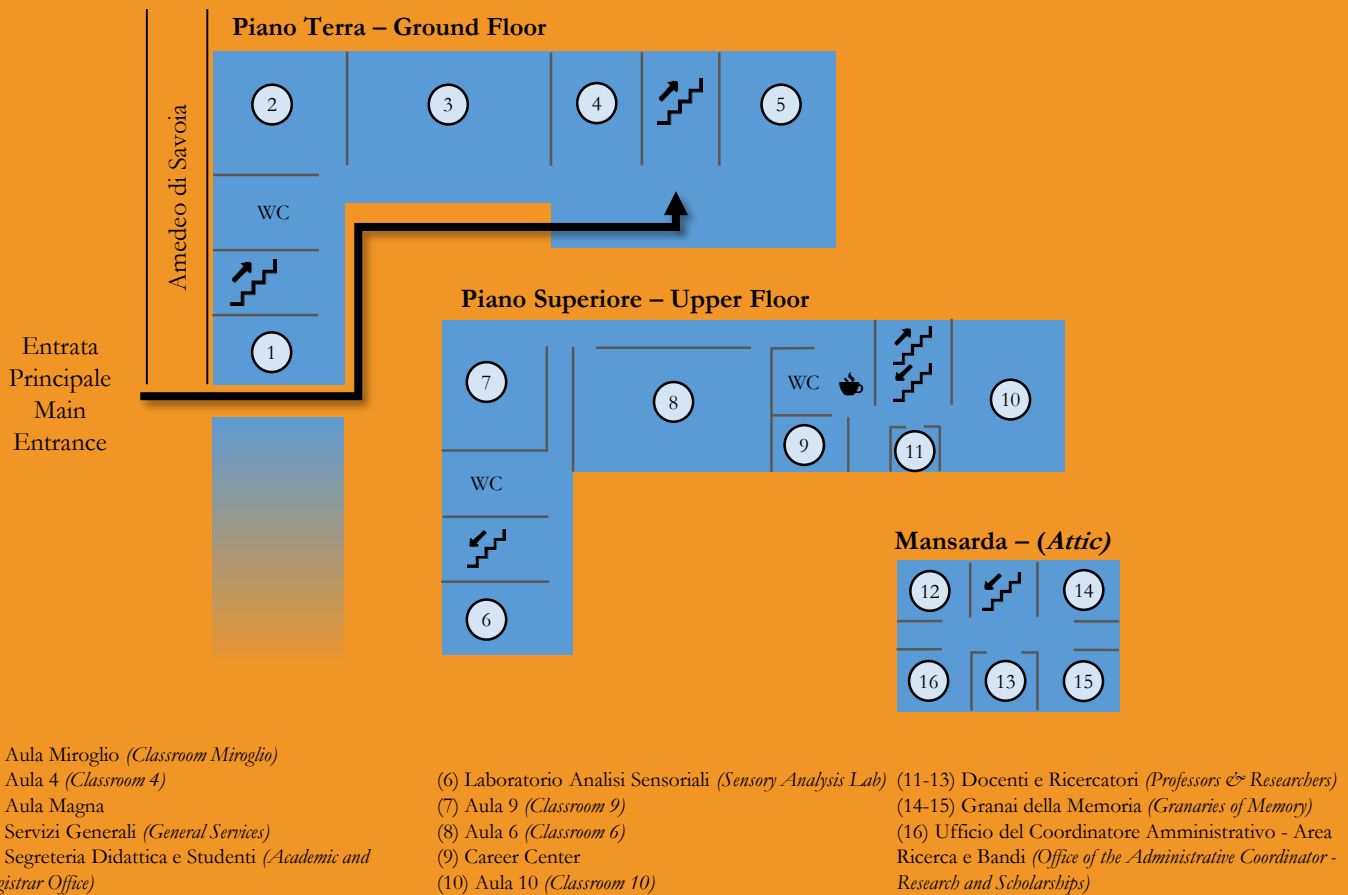 Piano Terra – Ground Floor
Amedeo di Savoia
2
3
4
5
WC
1
Entrata
Principale
Main
Entrance
Piano Superiore – Upper Floor
7
8
WC
10
9
11
WC
6
Mansarda – (Attic)
12
14
16
13
15
Aula Miroglio (Classroom Miroglio)
Aula 4 (Classroom 4)
Aula Magna
Servizi Generali (General Services)
Segreteria Didattica e Studenti (Academic and
Office)
(6) Laboratorio Analisi Sensoriali (Sensory Analysis Lab)
(7) Aula 9 (Classroom 9)
(8) Aula 6 (Classroom 6)
(9) Career Center
(10) Aula 10 (Classroom 10)
(11-13) Docenti e Ricercatori (Professors & Researchers)
(14-15) Granai della Memoria (Granaries of Memory)
(16) Ufficio del Coordinatore Amministrativo - Area
Ricerca e Bandi (Office of the Administrative Coordinator -
Research and Scholarships)